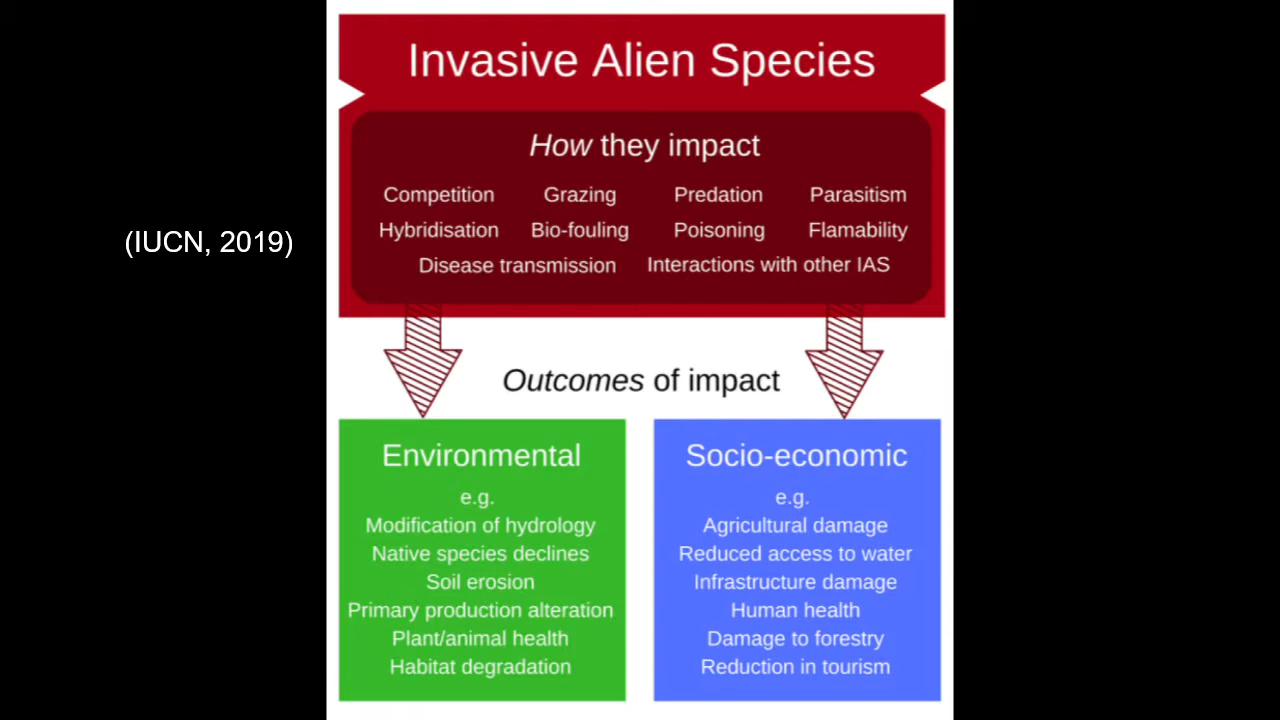 Invasive Alien Species
How they impact
Competition Grazing Predation Parasitism
Hybridisation Bio-fouling Poisoning Flamability
Disease transmission Interactions with other IAS
(IUCN, 2019)
Outcomes of impact
Environmental
e.g.
Modification of hydrology
Native species declines
Soil erosion
Primary production alteration
Plant/animal health
Habitat degradation
Socio-economic
e.g.
Agricultural damage
Reduced access to water
Infrastructure damage
Human health
Damage to forestry
Reduction in tourism